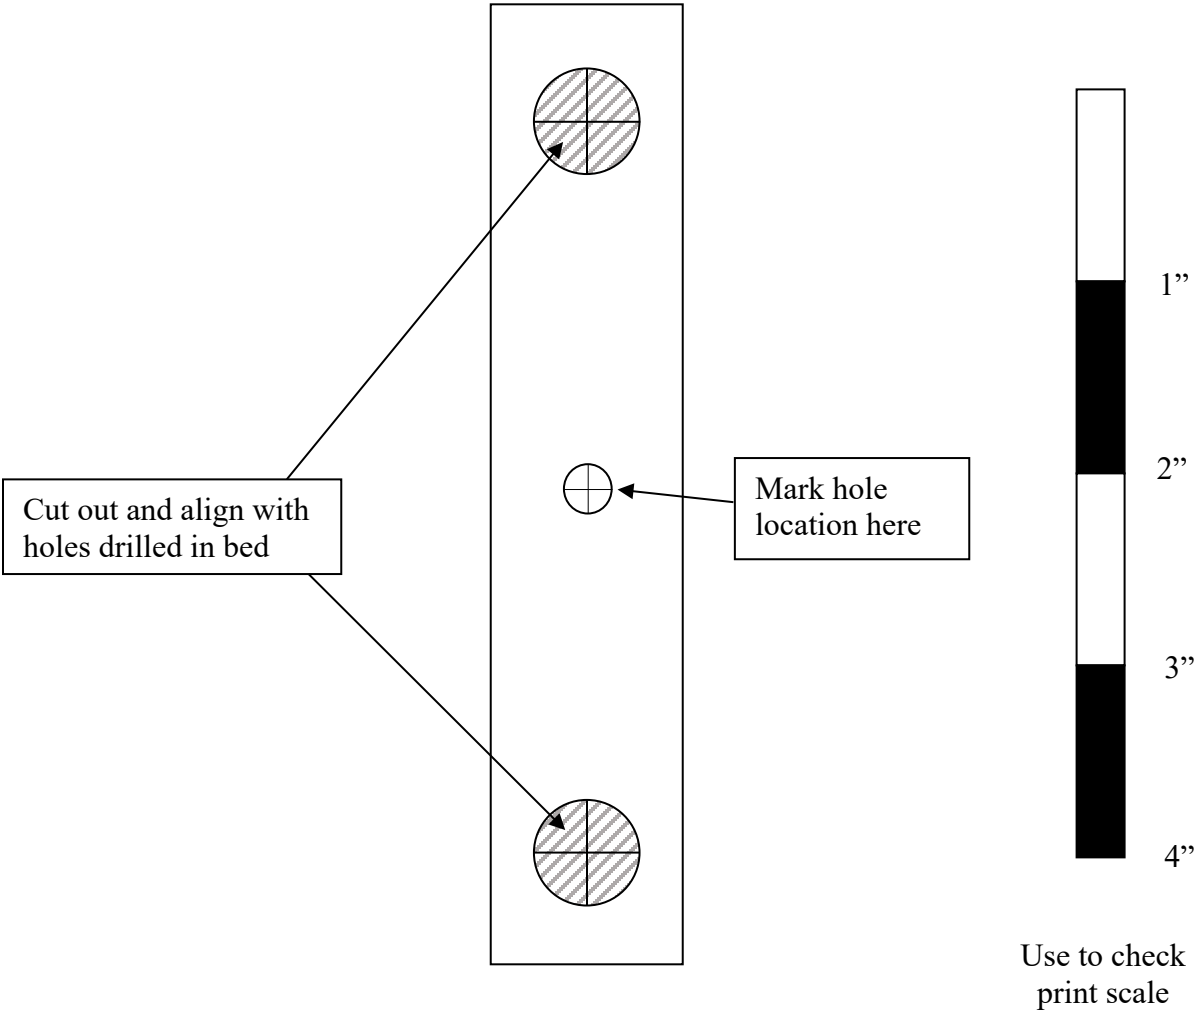 Cut out and align with
holes drilled in bed
Mark hole
location here
1”
2”
3”
4”
Use to check
print scale